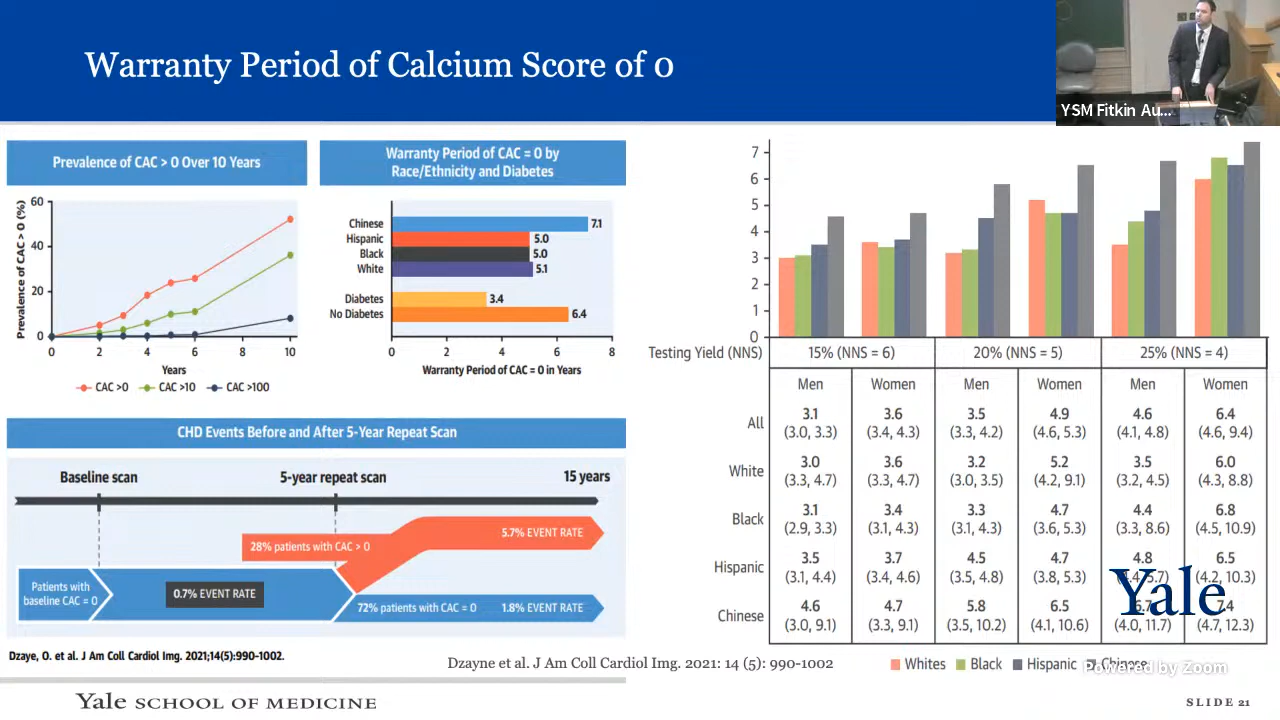 Warranty Period of Calcium Score of 0
YSM Fitkin Au...
Prevalence of CAC > 0 Over 10 Years
Prevalence of CAC > 0 (%)
60
40
20
0
0 2 4 6 8 10
Years
CAC >0 CAC >10 CAC >100
Warranty Period of CAC = 0 by
Race/Ethnicity and Diabetes
Chinese 7.1
Hispanic 5.0
Black 5.0
White 5.1
Diabetes 3.4
No Diabetes 6.4
0 2 4 6 8
Warranty Period of CAC = 0 in Years
CHD Events Before and After 5-Year Repeat Scan
Baseline scan 5-year repeat scan 15 years
28% patients with CAC > 0 5.7% EVENT RATE
Patients with
baseline CAC = 0
0.7% EVENT RATE
72% patients with CAC = 0 1.8% EVENT RATE
Dzaye, O. et al. J Am Coll Cardiol Img. 2021;14(5):990-1002.
7
6
5
4
3
2
1
0
Testing Yield (NNS) 15% (NNS = 6) 20% (NNS = 5) 25% (NNS = 4)
Men Women Men Women Men Women
All 3.1 3.6 3.5 4.9 4.6 6.4
(3.0, 3.3) (3.4, 4.3) (3.3, 4.2) (4.6, 5.3) (4.1, 4.8) (4.6, 9.4)
White 3.0 3.6 3.2 5.2 3.5 6.0
(3.3, 4.7) (3.3, 4.7) (3.0, 3.5) (4.2, 9.1) (3.2, 4.5) (4.3, 8.8)
Black 3.1 3.4 3.3 4.7 4.4 6.8
(2.9, 3.3) (3.1, 4.3) (3.1, 4.3) (3.6, 5.3) (3.3, 8.6) (4.5, 10.9)
Hispanic 3.5 3.7 4.5 4.7 4.8 6.5
(3.1, 4.4) (3.4, 4.6) (3.5, 4.8) (3.8, 5.3) (4.2, 10.3)
Chinese 4.6 4.7 5.8 6.5
(3.0, 9.1) (3.3, 9.1) (3.5, 10.2) (4.1, 10.6) (4.0, 11.7) (4.7, 12.3)
Yale
Dzayne et al. J Am Coll Cardiol Img. 2021: 14 (5): 990-1002
Whites Black Hispanic Chinese
Powered by Zoom
Yale SCHOOL OF MEDICINE
SLIDE 21